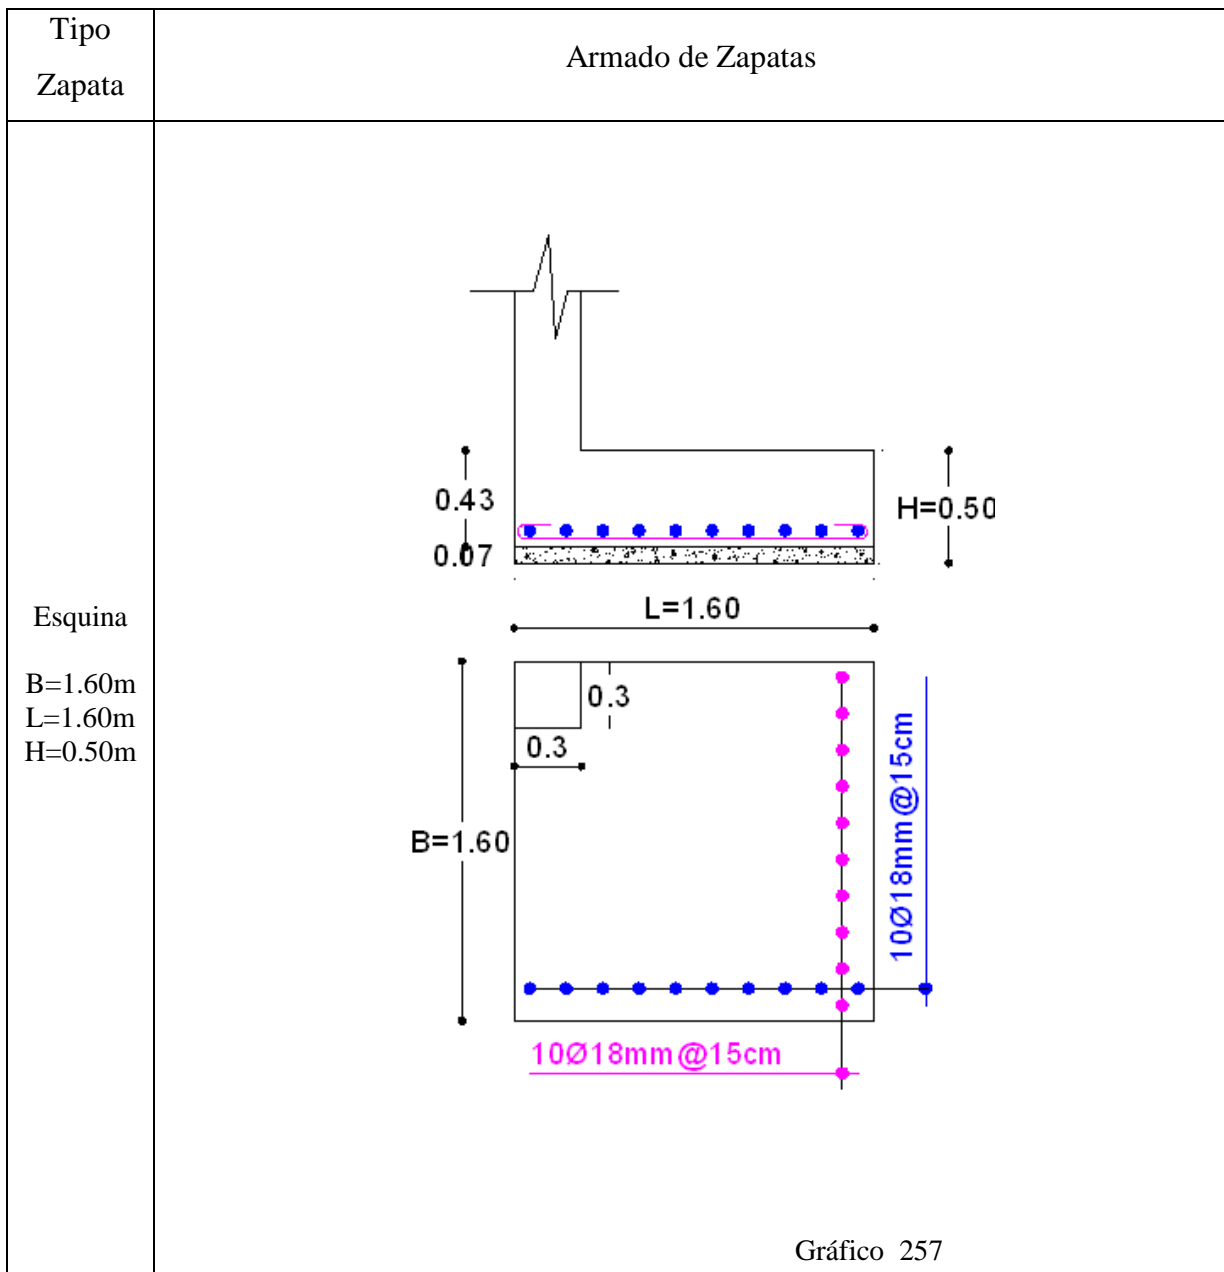 Tipo
Zapata
Armado de Zapatas
Esquina
B=1.60m
L=1.60m
H=0.50m
0.43
0.07
H=0.50
L=1.60
0.3
0.3
B=1.60
10Ø18mm@15cm
10Ø18mm@15cm
Gráfico 257